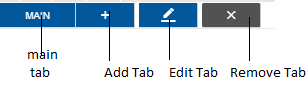 MAIN
main
tab
Add Tab
Edit Tab
Remove Tab